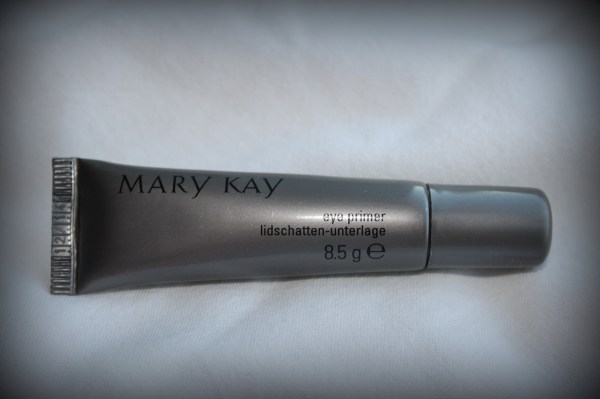 MARY KAY
eye primer
lidschatten-unterlage
8.5 g ℮